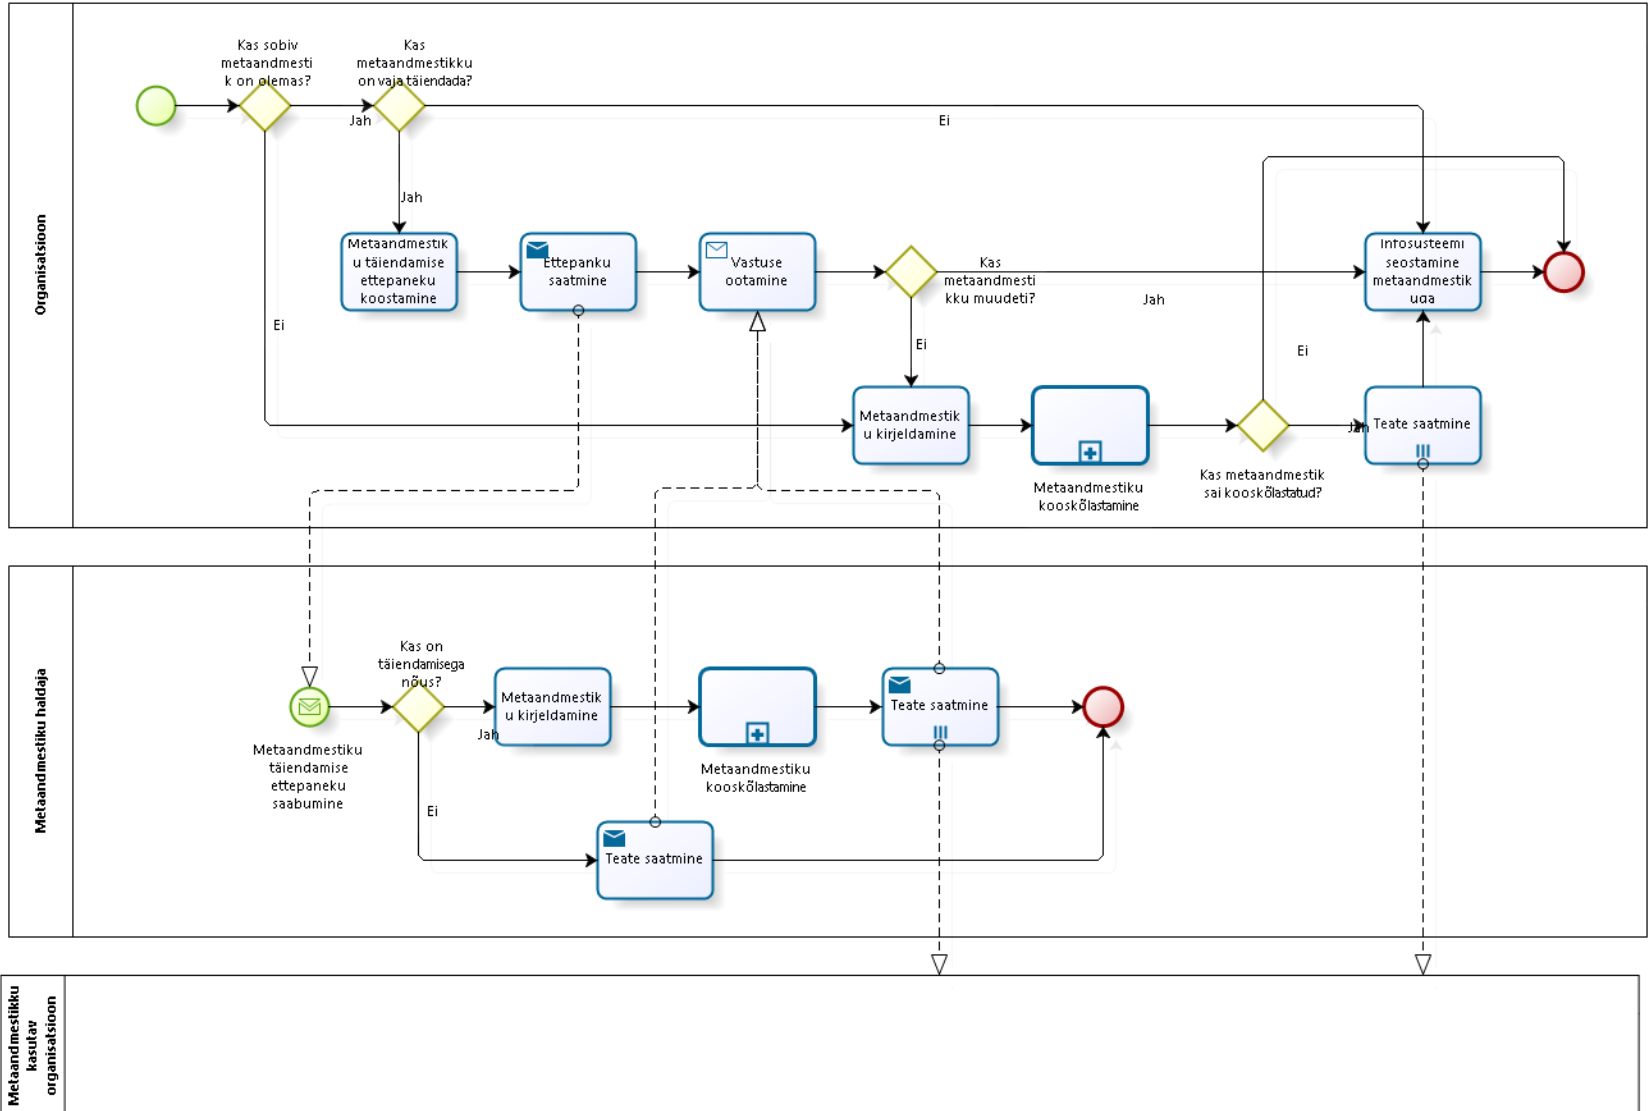 Organisatsioon
Kas sobiv
metaandmesti
k on olemas?
Kas
metaandmestikku
on vaja täiendada?
Jah
Ei
Jah
Ei
Metaandmestik
u täiendamise
ettepaneku
koostamine
Ettepanku
saatmine
Vastuse
ootamine
Kas
metaandmesti
kku muudeti?
Jah
Ei
Infosusteemi
seostamine
metaandmestik
uga
Ei
Metaandmestik
u kirjeldamine
Metaandmestiku
kooskõlastamine
Kas metaandmestik
sai kooskõlastatud?
Jah
Teate saatmine
Metaandmestiku haldaja
Metaandmestiku
täiendamise
ettepaneku
saabumine
Kas on
täiendamisega
nõus?
Jah
Ei
Metaandmestik
u kirjeldamine
Metaandmestiku
kooskõlastamine
Teate saatmine
Teate saatmine
Metaandmestikku
kasutav
organisatsioon